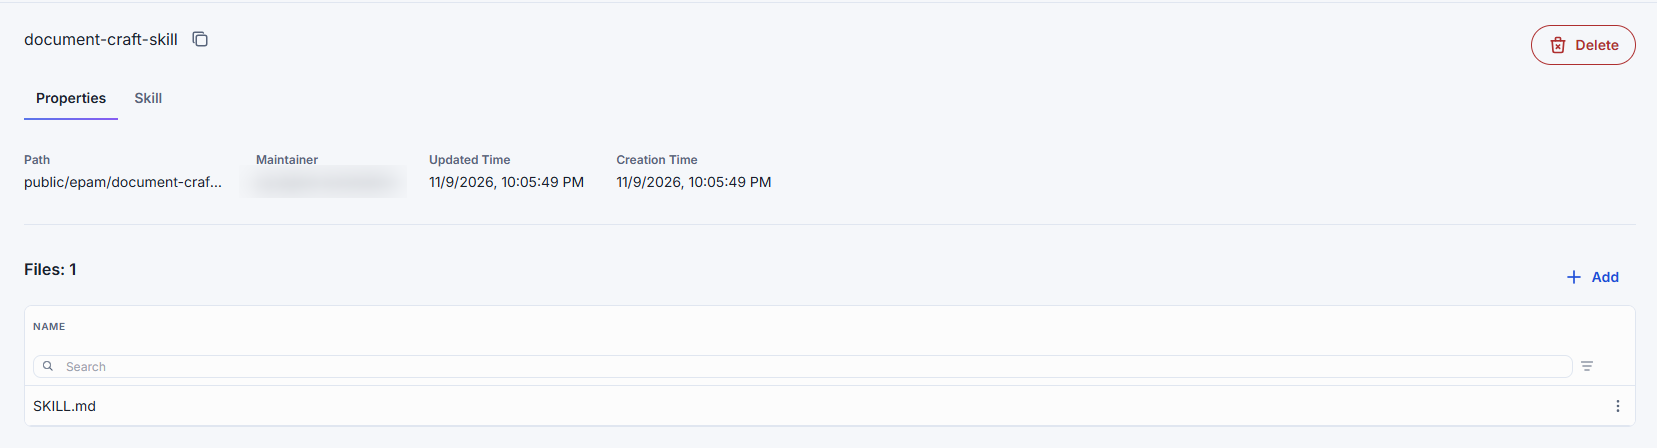 document-craft-skill
Delete
Properties Skill
Path Maintainer Updated Time Creation Time
public/epam/document-craf... 11/9/2026, 10:05:49 PM 11/9/2026, 10:05:49 PM
Files: 1
Add
NAME
Search
SKILL.md